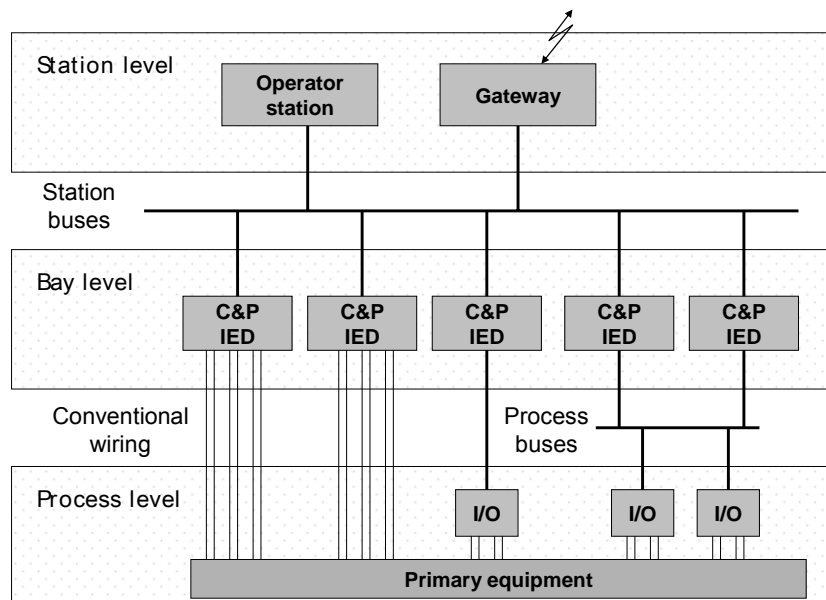 Station level
Operator
station
Gateway
Station
buses
Bay level
C&P
IED
C&P
IED
C&P
IED
C&P
IED
C&P
IED
Conventional
wiring
Process
buses
Process level
I/O
I/O
I/O
Primary equipment